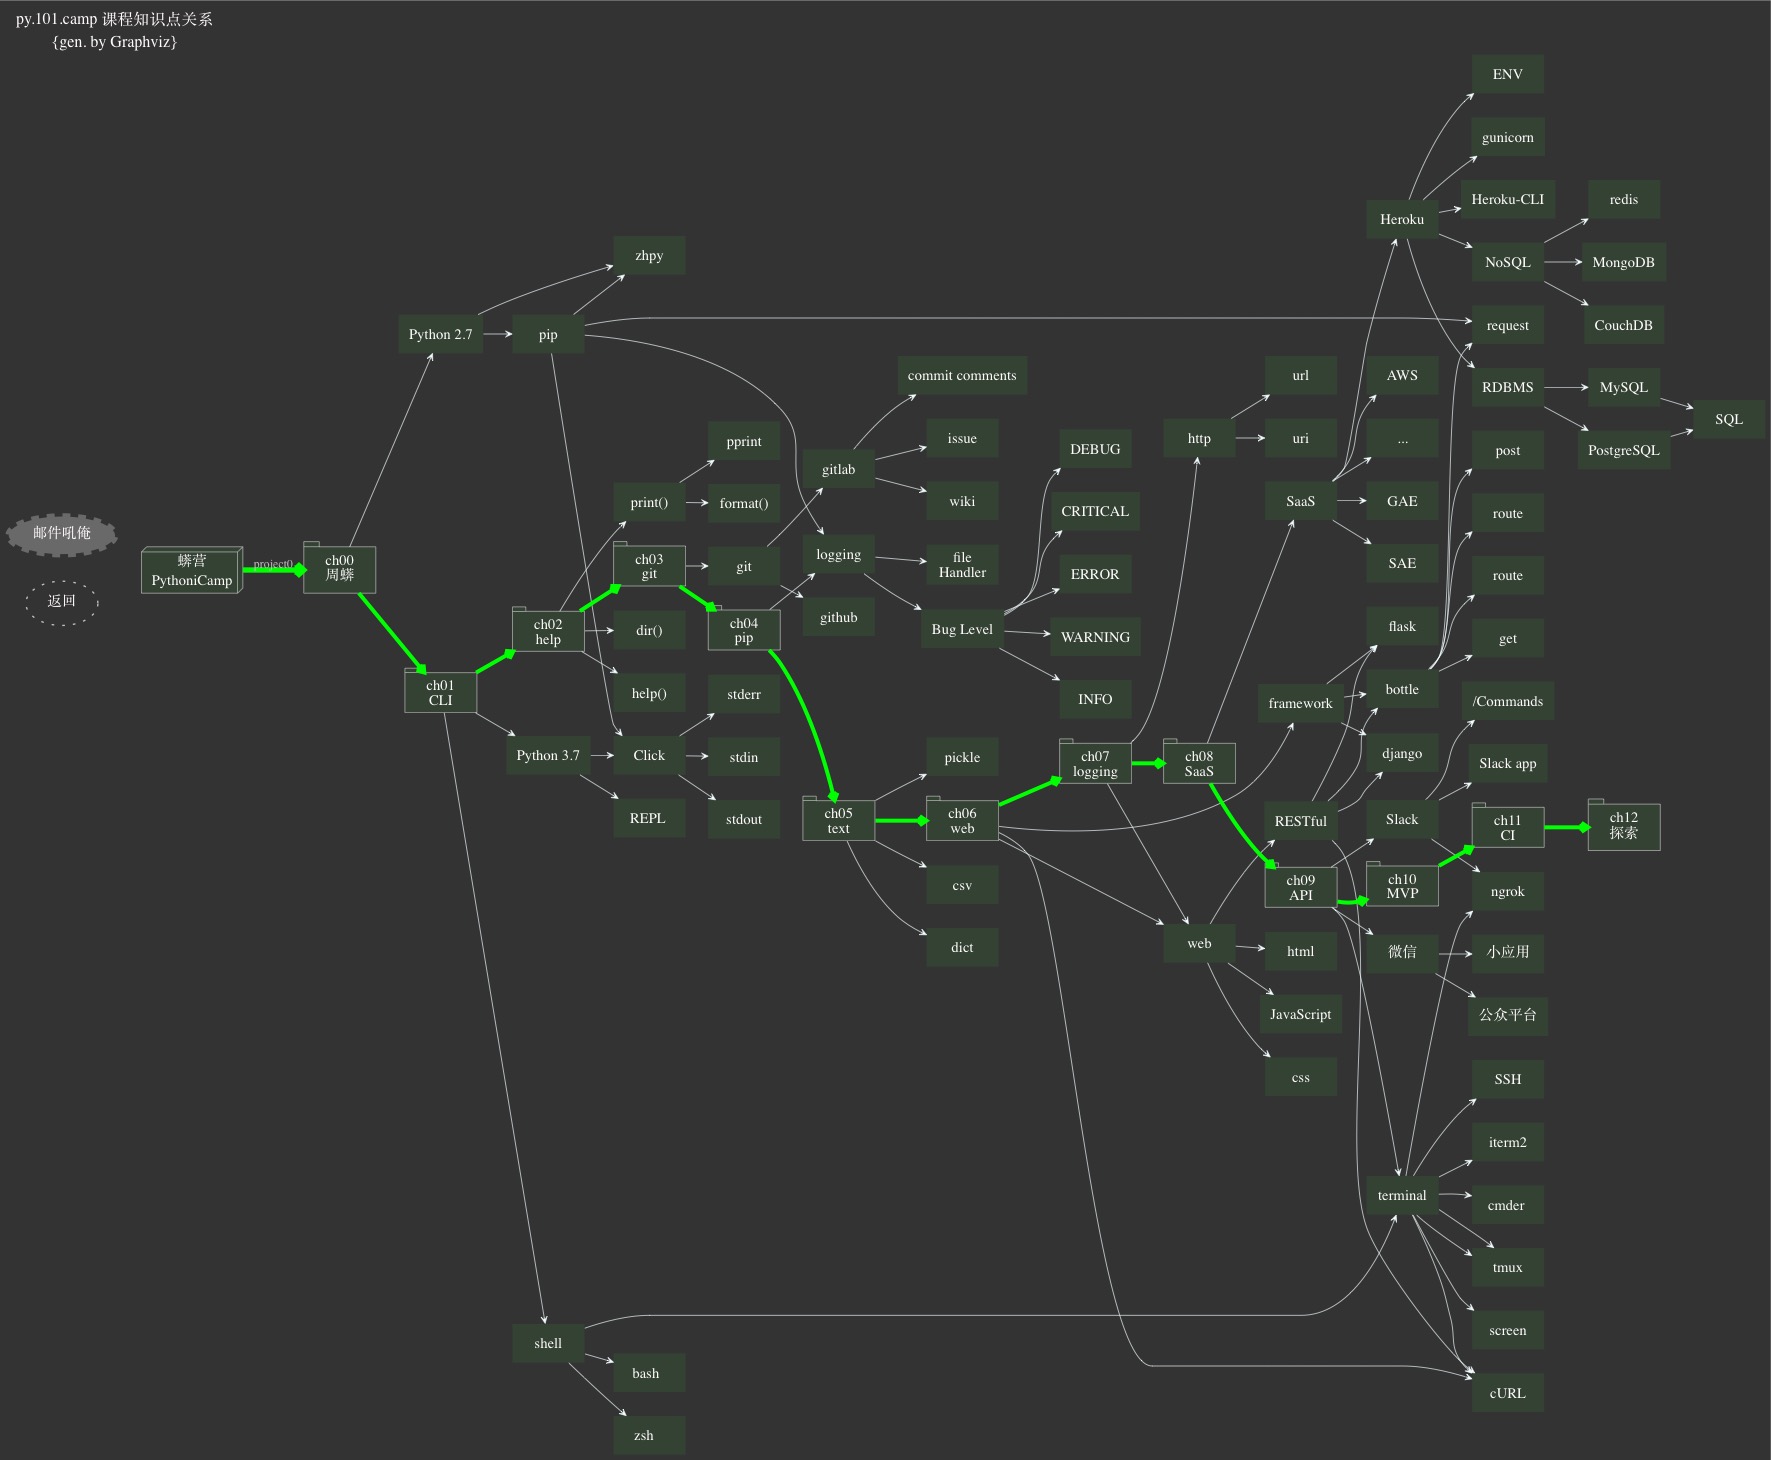 py.101.camp 课程知识点关系
{gen. by Graphviz}
邮件吼俺
返回
蟒营
PythoniCamp
project0
ch00
周蟒
Python 2.7
ch01
CLI
zhpy
pip
ch02
help
Python 3.7
shell
print()
ch03
git
dir()
help()
Click
REPL
bash
zsh
pprint
format()
git
ch04
pip
stderr
stdin
stdout
gitlab
logging
github
ch05
text
commit comments
issue
wiki
file
Handler
Bug Level
pickle
ch06
web
csv
dict
DEBUG
CRITICAL
ERROR
WARNING
INFO
ch07
logging
http
ch08
SaaS
web
url
uri
SaaS
framework
RESTful
ch09
API
html
JavaScript
css
Heroku
AWS
...
GAE
SAE
flask
bottle
django
Slack
ch10
MVP
微信
terminal
ENV
gunicorn
Heroku-CLI
NoSQL
request
RDBMS
post
route
route
get
/Commands
Slack app
ch11
CI
ngrok
小应用
公众平台
SSH
iterm2
cmder
tmux
screen
cURL
redis
MongoDB
CouchDB
MySQL
PostgreSQL
ch12
探索
SQL